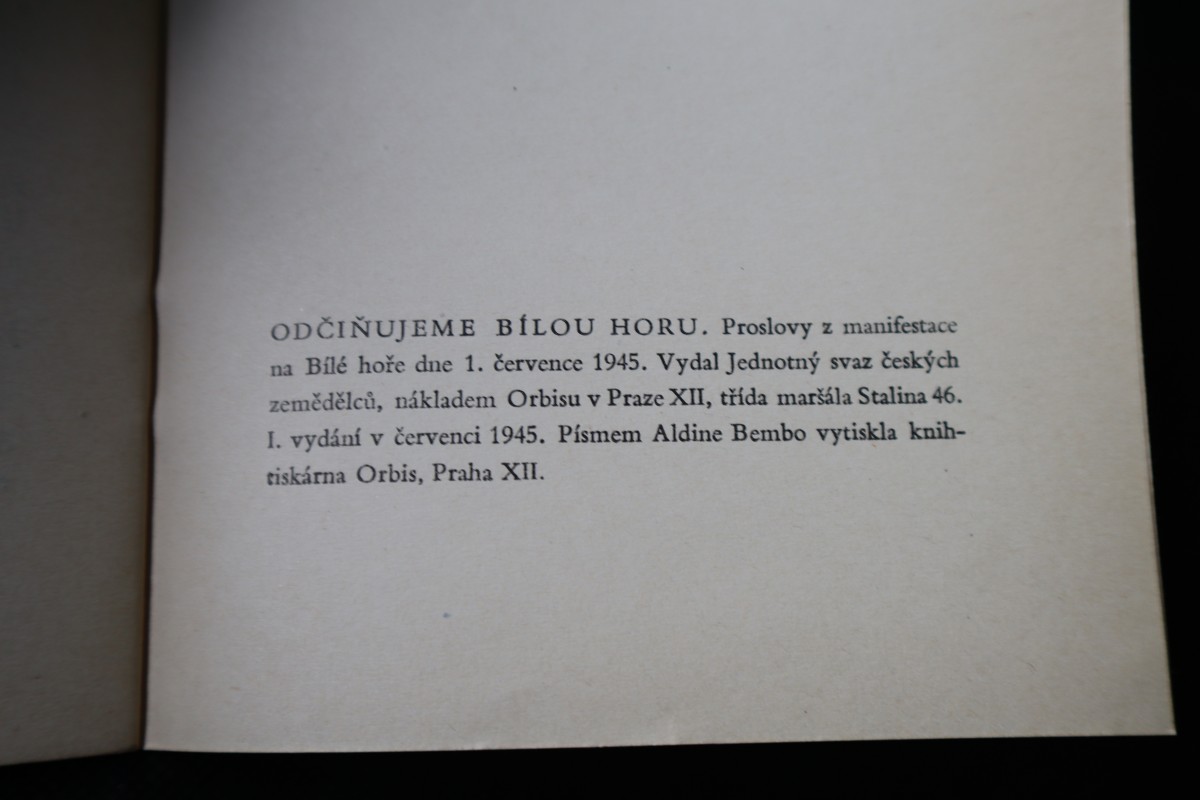 ODČIŇUJEME BÍLOU HORU. Proslovy z manifestace
na Bílé hoře dne 1. července 1945. Vydal Jednotný svaz českých
zemědělců, nákladem Orbisu v Praze XII, třída maršála Stalina 46.
I. vydání v červenci 1945. Písmem Aldine Bembo vytiskla knih-
tiskárna Orbis, Praha XII.